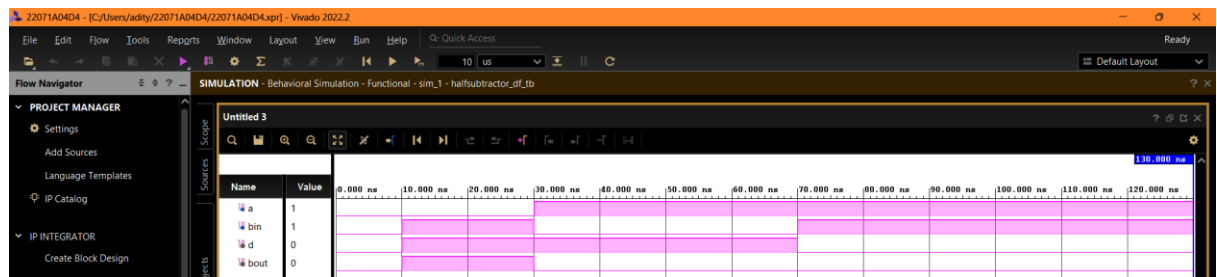 22071A04D4 - [C:/Users/adity/22071A04D4/22071A04D4.xpr] - Vivado 2022.2
File Edit Flow Tools Reports Window Layout View Run Help Q- Quick Access Ready
10 us Default Layout
Flow Navigator SIMULATION - Behavioral Simulation - Functional - sim_1 - halfsubtractor_df_tb
PROJECT MANAGER
Settings
Add Sources
Language Templates
IP Catalog
IP INTEGRATOR
Create Block Design
Scope
Sources
Untitled 3
130.000 ns
Name Value 0.000 ns 10.000 ns 20.000 ns 30.000 ns 40.000 ns 50.000 ns 60.000 ns 70.000 ns 80.000 ns 90.000 ns 100.000 ns 110.000 ns 120.000 ns
a 1
bin 1
d 0
bout 0